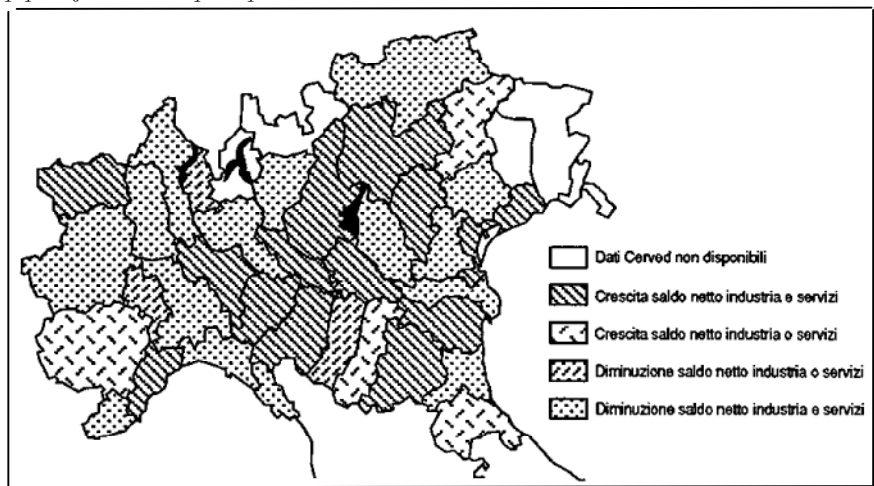 Dati Cerved non disponibili
Crescita saldo netto industria e servizi
Crescita saldo netto industria o servizi
Diminuzione saldo netto industria o servizi
Diminuzione saldo netto industria e servizi